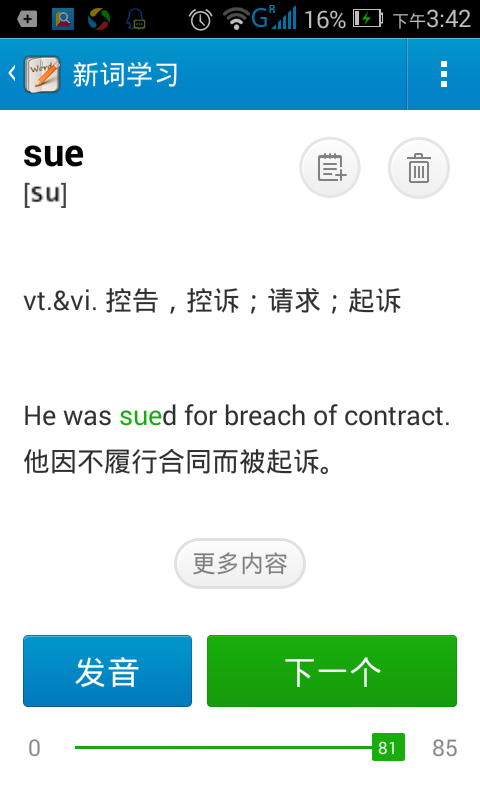 G R 16% 下午3:42
Words 新词学习
sue
[su]
vt.&vi. 控告，控诉；请求；起诉
He was sued for breach of contract.
他因不履行合同而被起诉。
更多内容
发音 下一个
0 81 85